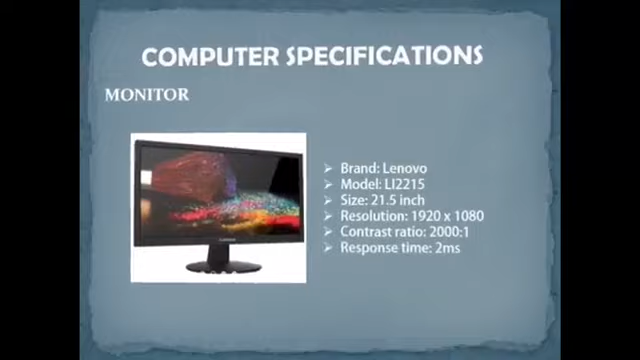 COMPUTER SPECIFICATIONS
MONITOR
Brand: Lenovo
Model: LI2215
Size: 21.5 inch
Resolution: 1920 x 1080
Contrast ratio: 2000:1
Response time: 2ms